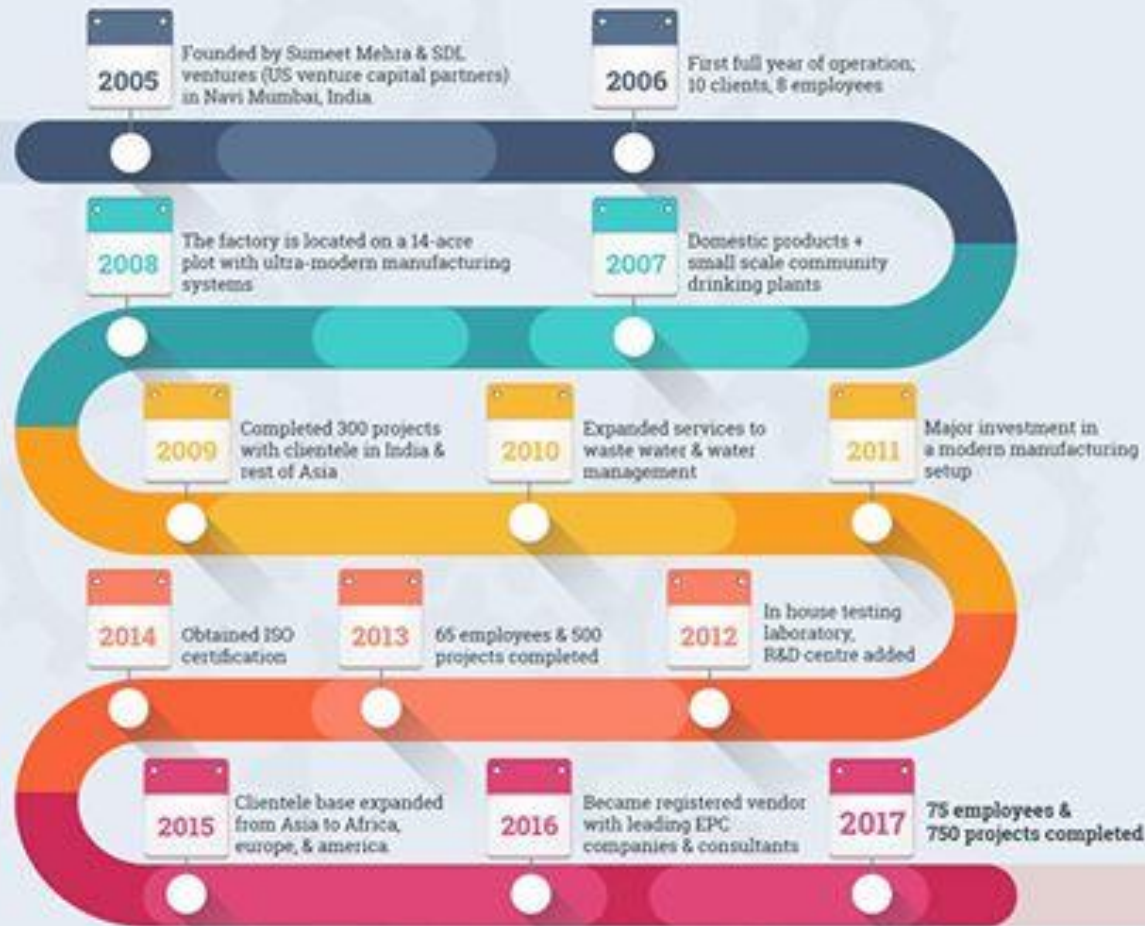 2005
Founded by Sumeet Mehra & SDL
ventures (US venture capital partners)
in Navi Mumbai, India
2006
First full year of operation,
10 clients, 8 employees
2007
Domestic products +
small scale community
drinking plants
2008
The factory is located on a 14-acre
plot with ultra-modern manufacturing
systems
2009
Completed 300 projects
with clientele in India &
rest of Asia
2010
Expanded services to
waste water & water
management
2011
Major investment in
a modern manufacturing
setup
2012
In house testing
laboratory,
R&D centre added
2013
65 employees & 500
projects completed
2014
Obtained ISO
certification
2015
Clientele base expanded
from Asia to Africa,
europe, & america
2016
Became registered vendor
with leading EPC
companies & consultants
2017
75 employees &
750 projects completed